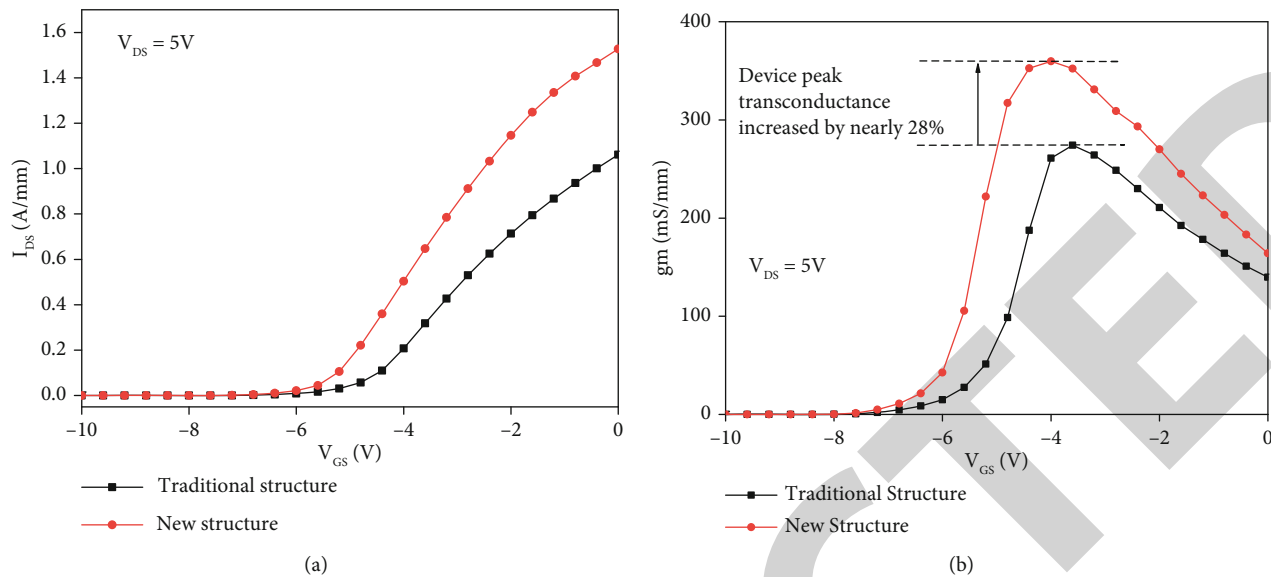 V_DS = 5V
I_DS (A/mm)
1.6
1.4
1.2
1.0
0.8
0.6
0.4
0.2
0.0
−10
−8
−6
−4
−2
0
V_GS (V)
Traditional structure
New structure
(a)
400
300
200
100
0
gm (mS/mm)
Device peak
transconductance
increased by nearly 28%
V_DS = 5V
−10
−8
−6
−4
−2
0
V_GS (V)
Traditional Structure
New Structure
(b)